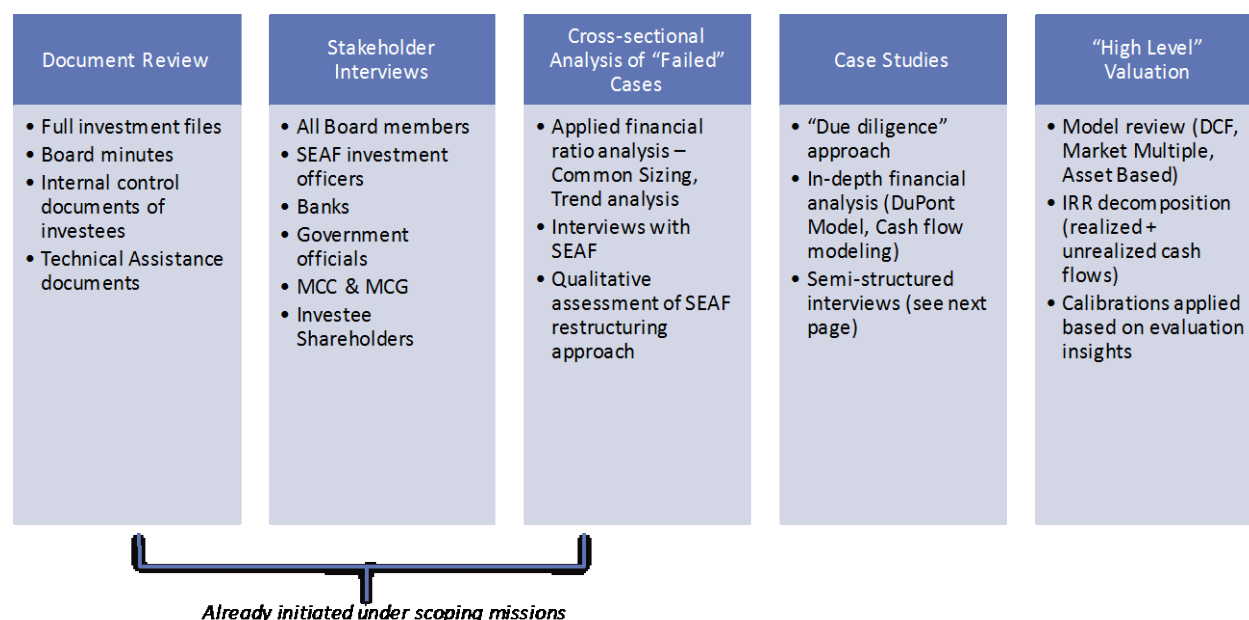 Document Review
• Full investment files
• Board minutes
• Internal control
documents of
investees
• Technical Assistance
documents
Stakeholder
Interviews
• All Board members
• SEAF investment
officers
• Banks
• Government
officials
• MCC & MCG
• Investee
Shareholders
Cross-sectional
Analysis of “Failed”
Cases
• Applied financial
ratio analysis –
Common Sizing,
Trend analysis
• Interviews with
SEAF
• Qualitative
assessment of SEAF
restructuring
approach
Case Studies
• “Due diligence”
approach
• In-depth financial
analysis (DuPont
Model, Cash flow
modeling)
• Semi-structured
interviews (see next
page)
“High Level”
Valuation
• Model review (DCF,
Market Multiple,
Asset Based)
• IRR decomposition
(realized +
unrealized cash
flows)
• Calibrations applied
based on evaluation
insights
Already initiated under scoping missions